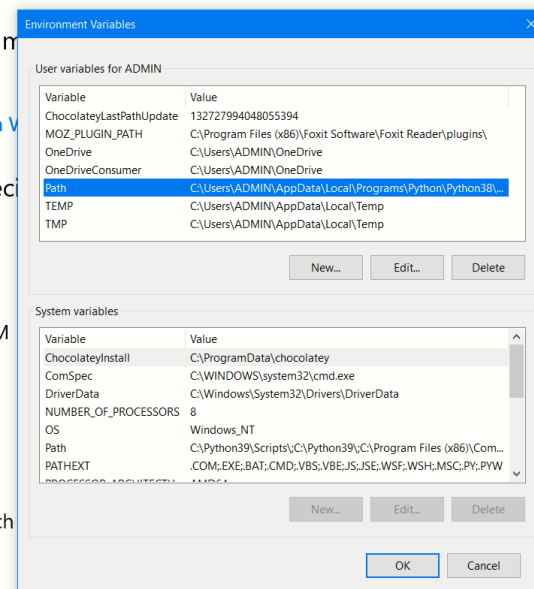 Environment Variables
User variables for ADMIN
Variable Value
ChocolateyLastPathUpdate 132727994048055394
MOZ_PLUGIN_PATH C:\Program Files (x86)\Foxit Software\Foxit Reader\plugins\
OneDrive C:\Users\ADMIN\OneDrive
OneDriveConsumer C:\Users\ADMIN\OneDrive
Path C:\Users\ADMIN\AppData\Local\Programs\Python\Python38\...
TEMP C:\Users\ADMIN\AppData\Local\Temp
TMP C:\Users\ADMIN\AppData\Local\Temp
New... Edit... Delete
System variables
Variable Value
ChocolateyInstall C:\ProgramData\chocolatey
ComSpec C:\WINDOWS\system32\cmd.exe
DriverData C:\Windows\System32\Drivers\DriverData
NUMBER_OF_PROCESSORS 8
OS Windows_NT
Path C:\Python39\Scripts\;C:\Python39\;C:\Program Files (x86)\Com...
PATHEXT .COM;.EXE;.BAT;.CMD;.VBS;.VBE;.JS;.JSE;.WSF;.WSH;.MSC;.PY;.PYW
New... Edit... Delete
OK Cancel